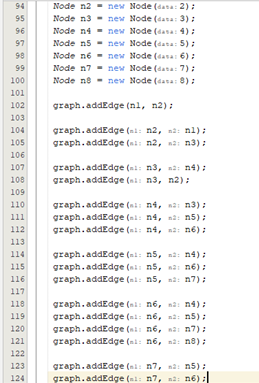 94 Node n2 = new Node( data: 2);
95 Node n3 = new Node( data: 3);
96 Node n4 = new Node( data: 4);
97 Node n5 = new Node( data: 5);
98 Node n6 = new Node( data: 6);
99 Node n7 = new Node( data: 7);
100 Node n8 = new Node( data: 8);
101
102 graph.addEdge(n1, n2);
103
104 graph.addEdge( n1: n2, n2: n1);
105 graph.addEdge( n1: n2, n2: n3);
106
107 graph.addEdge( n1: n3, n2: n4);
108 graph.addEdge( n1: n3, n2);
109
110 graph.addEdge( n1: n4, n2: n3);
111 graph.addEdge( n1: n4, n2: n5);
112 graph.addEdge( n1: n4, n2: n6);
113
114 graph.addEdge( n1: n5, n2: n4);
115 graph.addEdge( n1: n5, n2: n6);
116 graph.addEdge( n1: n5, n2: n7);
117
118 graph.addEdge( n1: n6, n2: n4);
119 graph.addEdge( n1: n6, n2: n5);
120 graph.addEdge( n1: n6, n2: n7);
121 graph.addEdge( n1: n6, n2: n8);
122
123 graph.addEdge( n1: n7, n2: n5);
124 graph.addEdge( n1: n7, n2: n6);